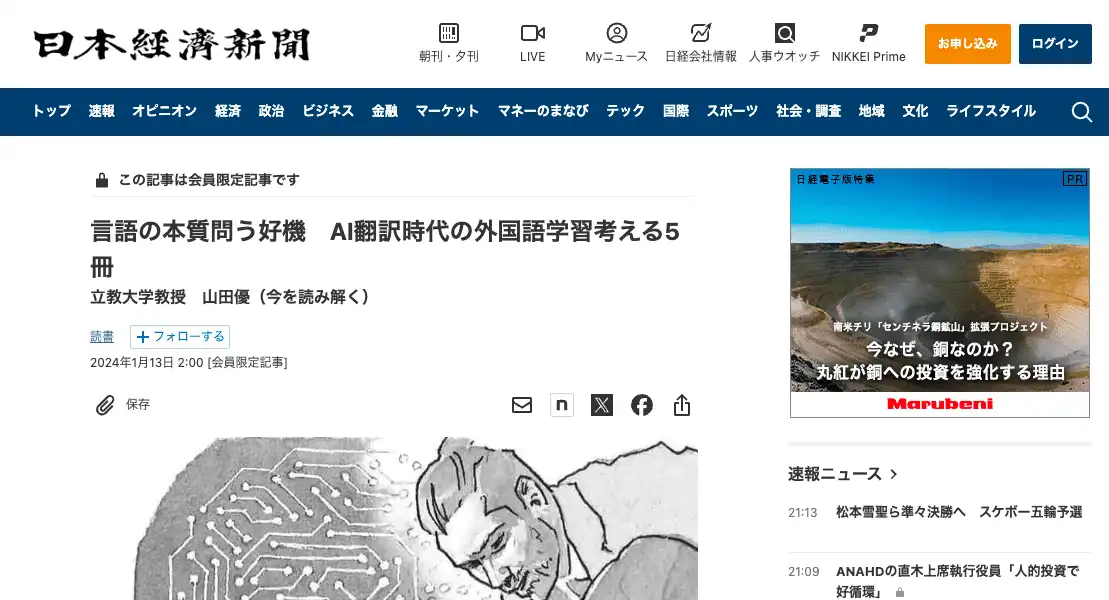 日本経済新聞
朝刊・夕刊
LIVE
Myニュース
日経会社情報
人事ウオッチ
NIKKEI Prime
お申し込み
ログイン
トップ 速報 オピニオン 経済 政治 ビジネス 金融 マーケット マネーのまなび テック 国際 スポーツ 社会・調査 地域 文化 ライフスタイル
この記事は会員限定記事です
言語の本質問う好機　AI翻訳時代の外国語学習考える5
冊
立教大学教授　山田優（今を読み解く）
読書
フォローする
2024年1月13日 2:00 [会員限定記事]
保存
日経電子版特集
PR
南米チリ「センチネラ銅鉱山」拡張プロジェクト
今なぜ、銅なのか？
丸紅が銅への投資を強化する理由
Marubeni
速報ニュース
21:13 松本雪聖ら準々決勝へ　スケボー五輪予選
21:09 ANAHDの直木上席執行役員「人的投資で
好循環」